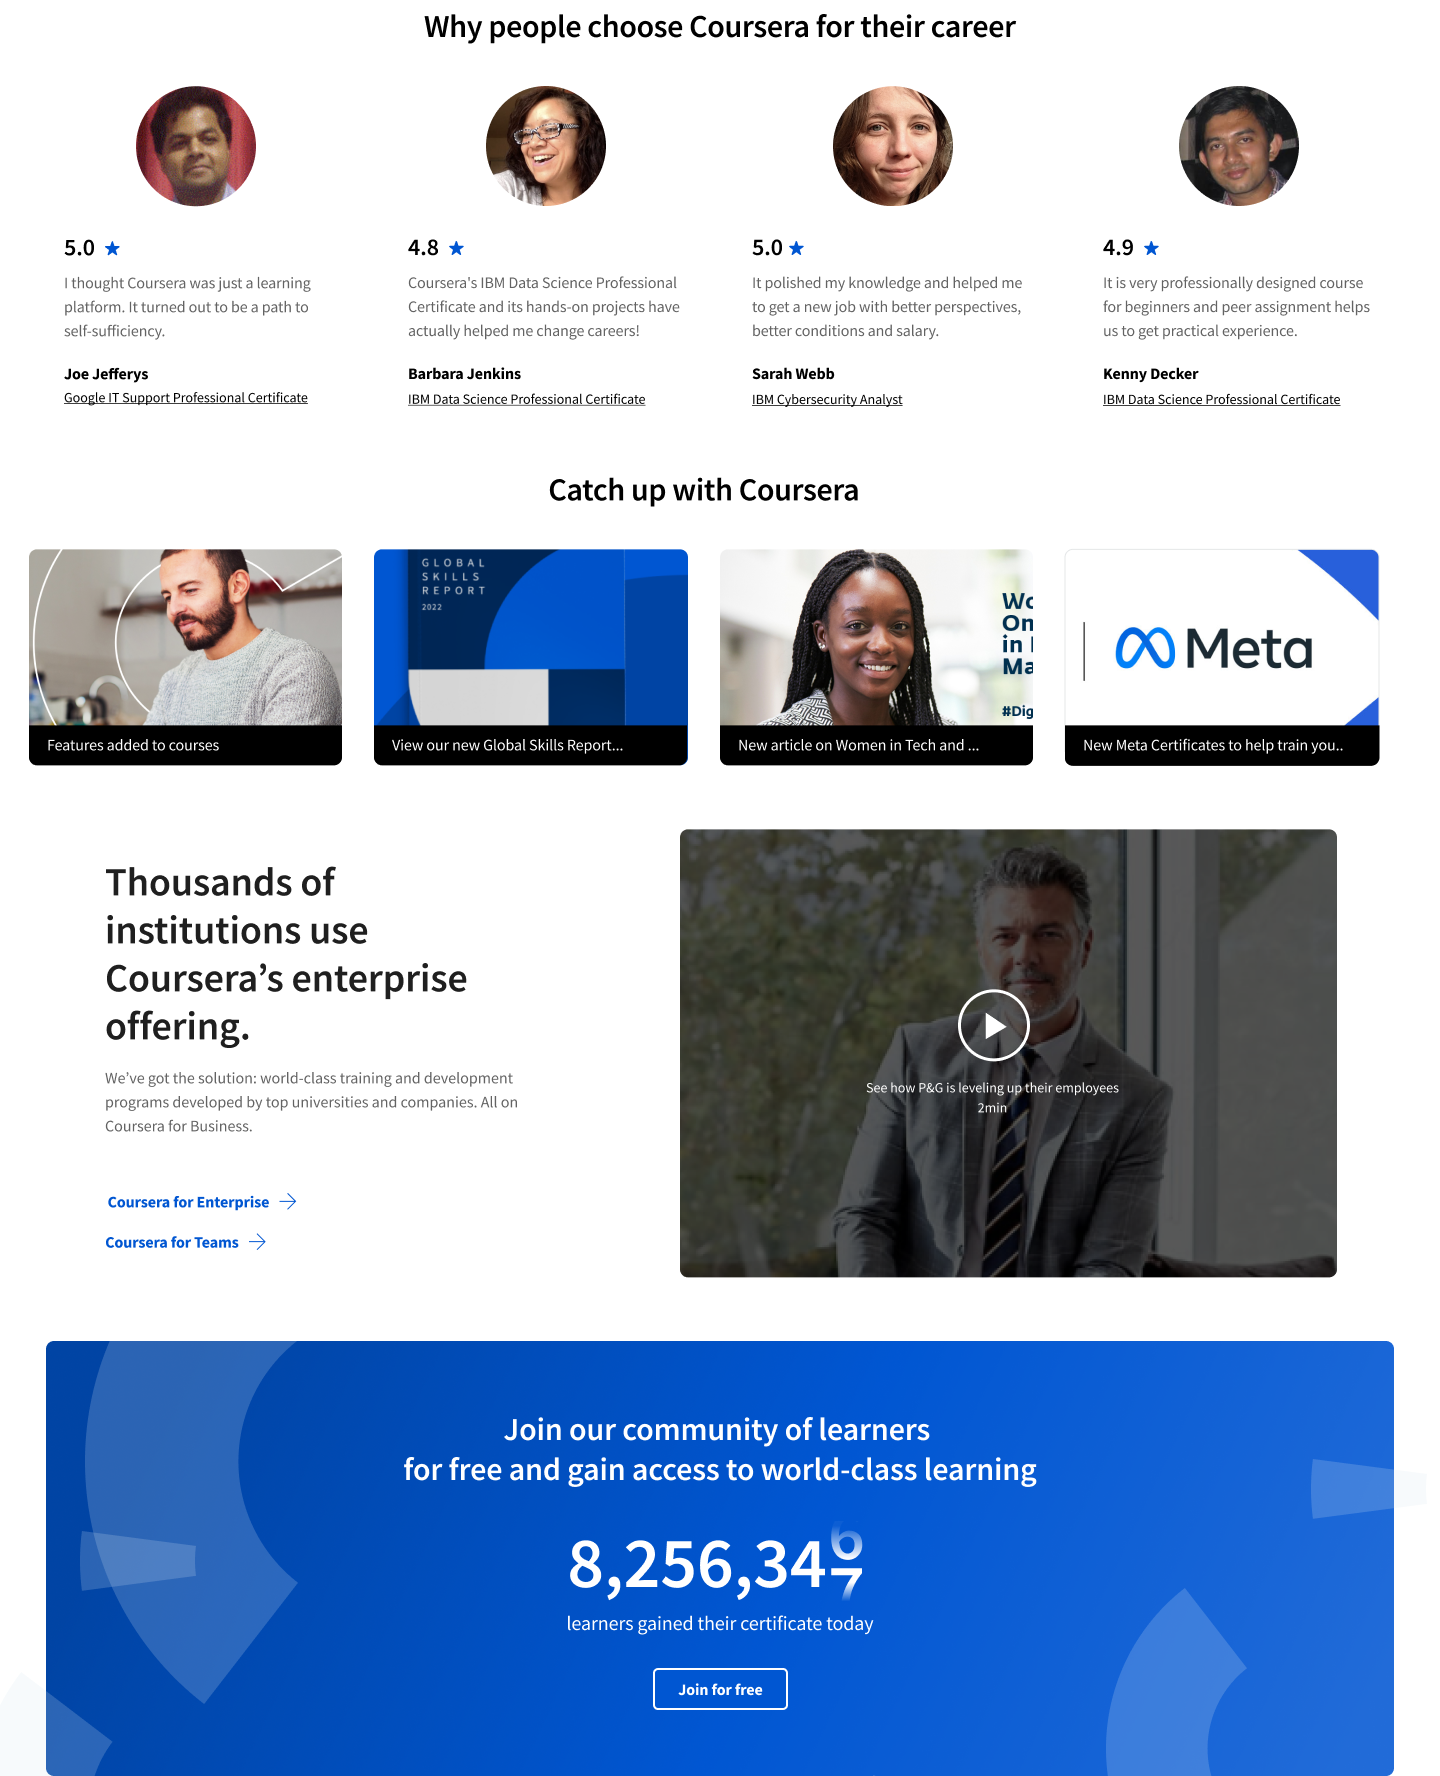 Why people choose Coursera for their career
5.0
I thought Coursera was just a learning
platform. It turned out to be a path to
self-sufficiency.
Joe Jefferys
Google IT Support Professional Certificate
4.8
Coursera's IBM Data Science Professional
Certificate and its hands-on projects have
actually helped me change careers!
Barbara Jenkins
IBM Data Science Professional Certificate
5.0
It polished my knowledge and helped me
to get a new job with better perspectives,
better conditions and salary.
Sarah Webb
IBM Cybersecurity Analyst
4.9
It is very professionally designed course
for beginners and peer assignment helps
us to get practical experience.
Kenny Decker
IBM Data Science Professional Certificate
Catch up with Coursera
Features added to courses
GLOBAL
SKILLS
REPORT
2022
View our new Global Skills Report...
in
#Dig
New article on Women in Tech and ...
Meta
New Meta Certificates to help train you..
Thousands of
institutions use
Coursera’s enterprise
offering.
We’ve got the solution: world-class training and development
programs developed by top universities and companies. All on
Coursera for Business.
Coursera for Enterprise
Coursera for Teams
See how P&G is leveling up their employees
2min
Join our community of learners
for free and gain access to world-class learning
8,256,34
learners gained their certificate today
Join for free